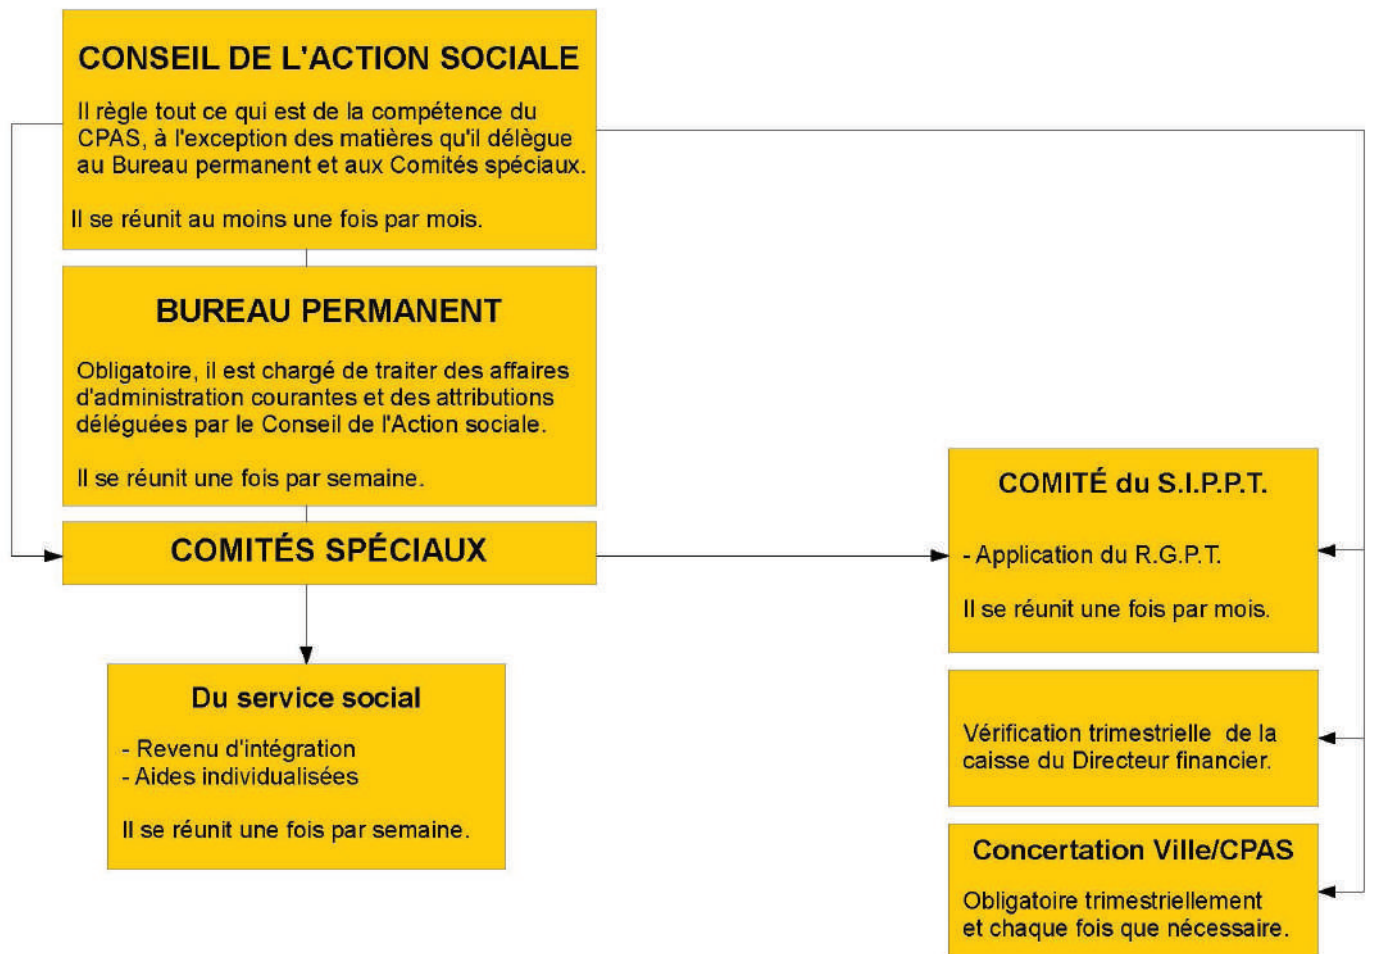 CONSEIL DE L'ACTION SOCIALE
Il règle tout ce qui est de la compétence du
CPAS, à l'exception des matières qu'il délègue
au Bureau permanent et aux Comités spéciaux.
Il se réunit au moins une fois par mois.
BUREAU PERMANENT
Obligatoire, il est chargé de traiter des affaires
d'administration courantes et des attributions
déléguées par le Conseil de l'Action sociale.
Il se réunit une fois par semaine.
COMITÉS SPÉCIAUX
Du service social
- Revenu d'intégration
- Aides individualisées
Il se réunit une fois par semaine.
COMITÉ du S.I.P.P.T.
- Application du R.G.P.T.
Il se réunit une fois par mois.
Vérification trimestrielle de la
caisse du Directeur financier.
Concertation Ville/CPAS
Obligatoire trimestriellement
et chaque fois que nécessaire.